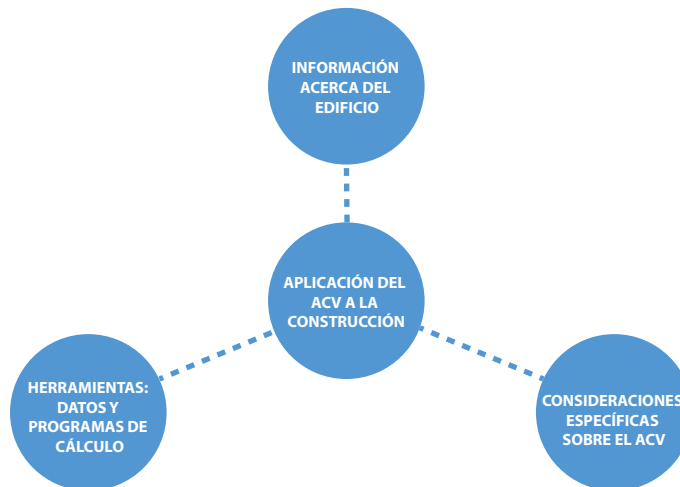 INFORMACIÓN
ACERCA DEL
EDIFICIO
APLICACIÓN DEL
ACV A LA
CONSTRUCCIÓN
HERRAMIENTAS:
DATOS Y
PROGRAMAS DE
CÁLCULO
CONSIDERACIONES
ESPECÍFICAS
SOBRE EL ACV